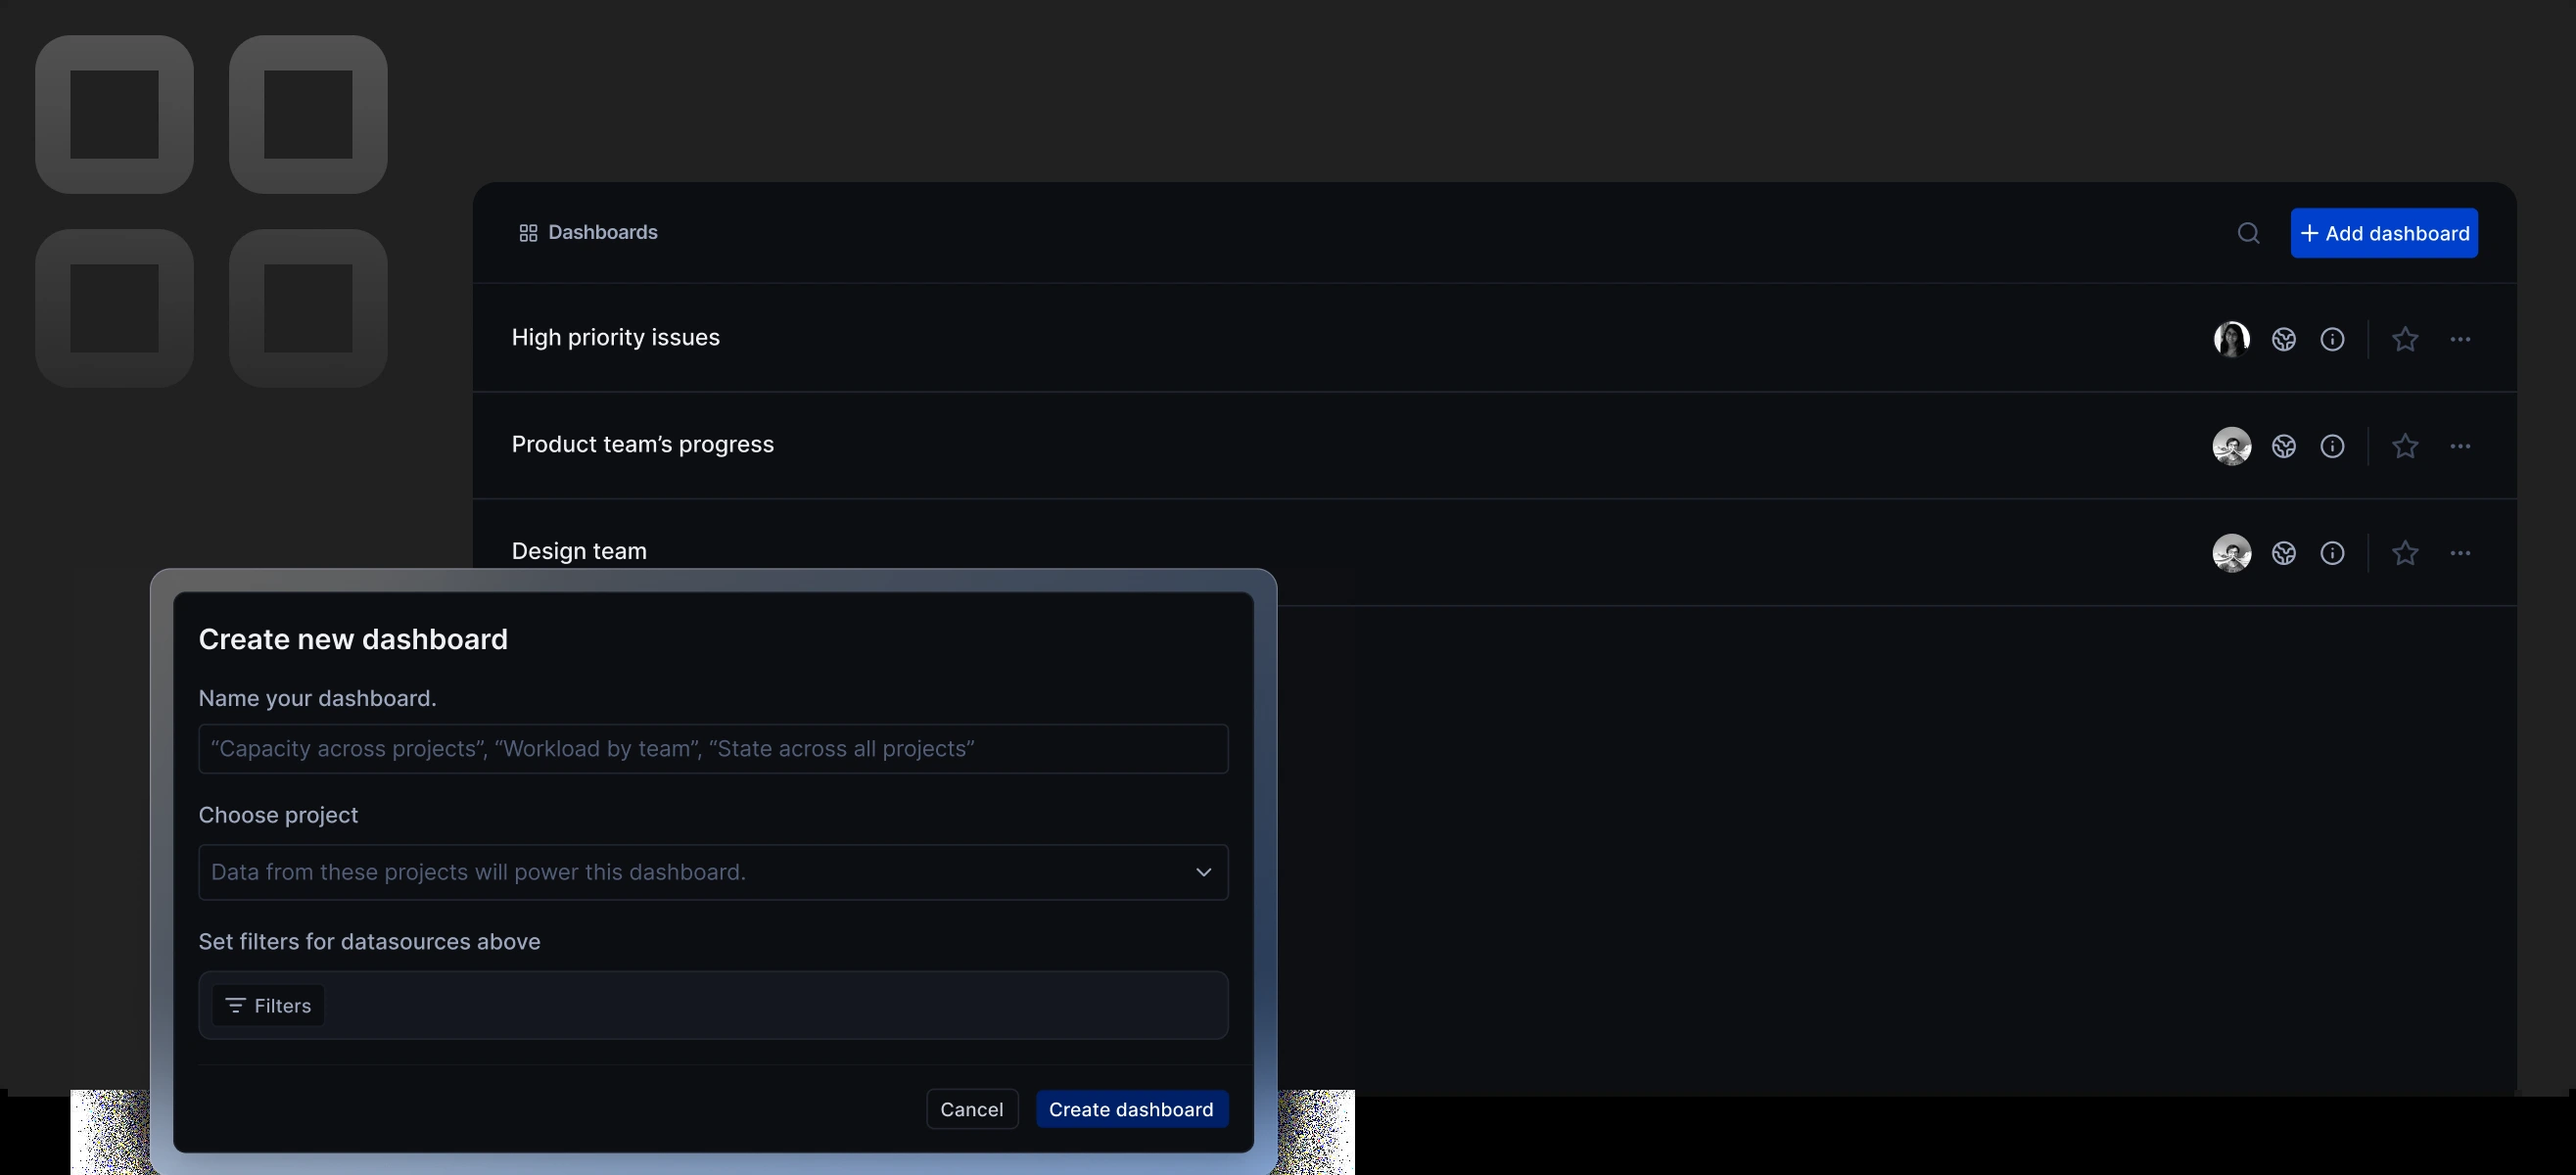 Dashboards
Add dashboard
High priority issues
Product team’s progress
Design team
Create new dashboard
Name your dashboard.
“Capacity across projects”, “Workload by team”, “State across all projects”
Choose project
Data from these projects will power this dashboard.
Set filters for datasources above
Filters
Cancel
Create dashboard